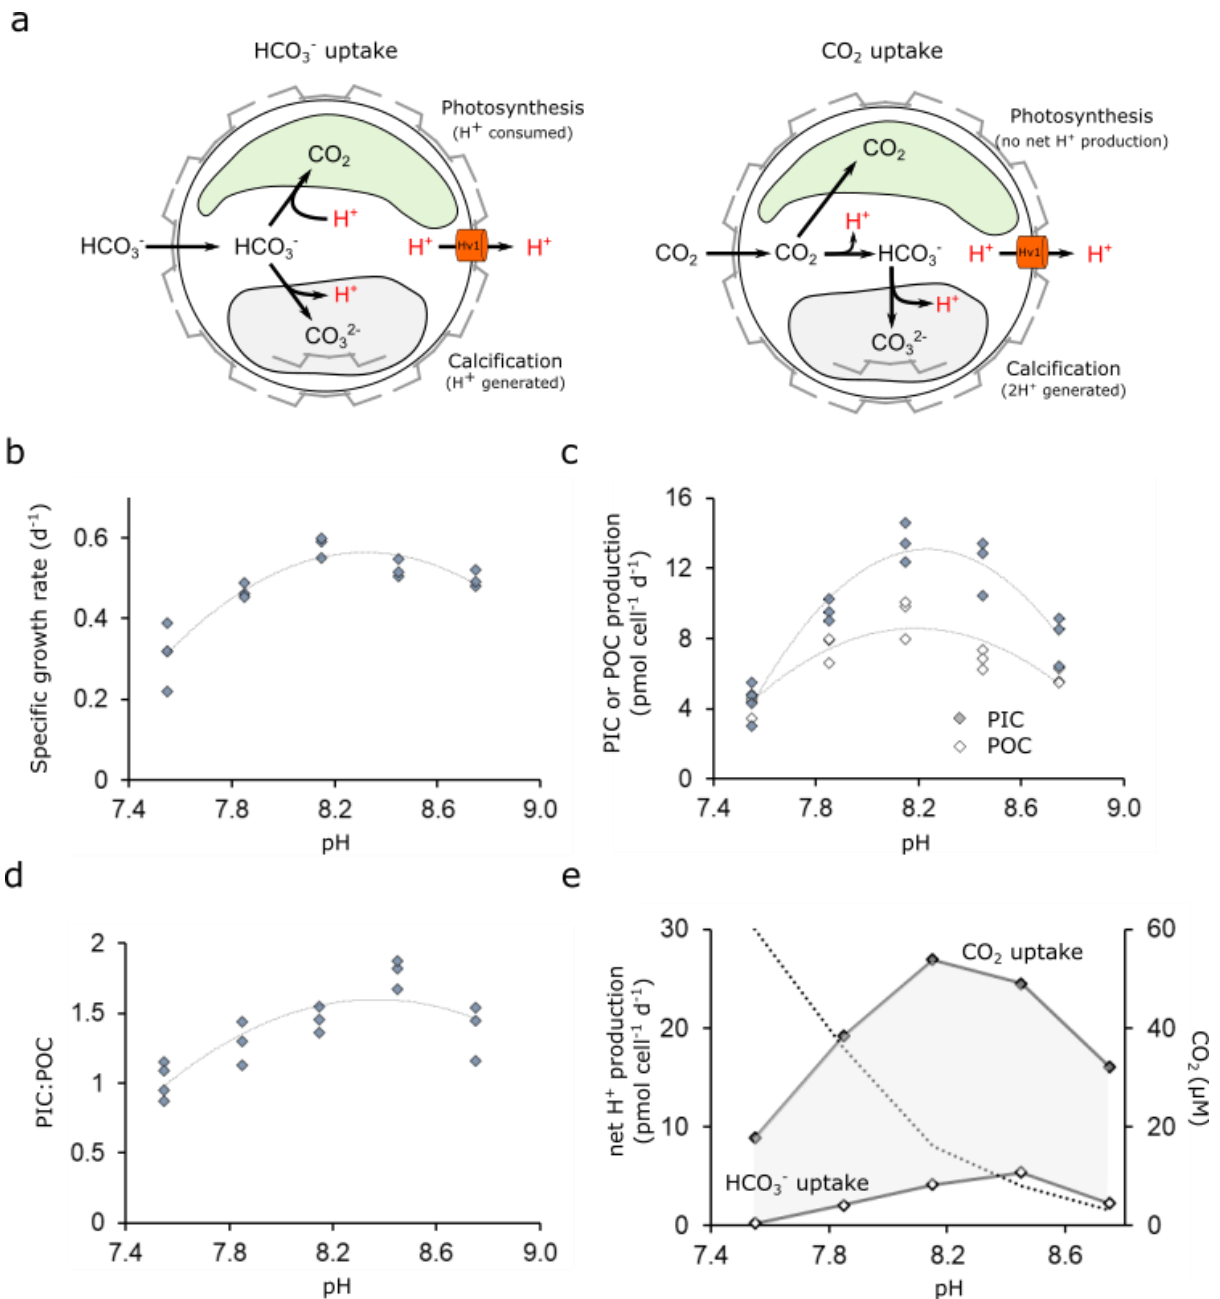 a
HCO₃⁻ uptake
CO₂ uptake
Photosynthesis
(H⁺ consumed)
CO₂
H⁺
HCO₃⁻
HCO₃⁻
H⁺
Hv1
H⁺
H⁺
CO₃²⁻
Calcification
(H⁺ generated)
Photosynthesis
(no net H⁺ production)
CO₂
H⁺
CO₂
CO₂
HCO₃⁻
H⁺
Hv1
H⁺
H⁺
CO₃²⁻
Calcification
(2H⁺ generated)
b
Specific growth rate (d⁻¹)
0.6
0.4
0.2
0
7.4
7.8
8.2
8.6
9.0
pH
c
PIC or POC production
(pmol cell⁻¹ d⁻¹)
16
12
8
4
0
PIC
POC
7.4
7.8
8.2
8.6
9.0
pH
d
PIC:POC
2
1.5
1
0.5
0
7.4
7.8
8.2
8.6
9.0
pH
e
net H⁺ production
(pmol cell⁻¹ d⁻¹)
30
20
10
0
CO₂ uptake
HCO₃⁻ uptake
60
40
20
0
CO₂ (µM)
7.4
7.8
8.2
8.6
pH